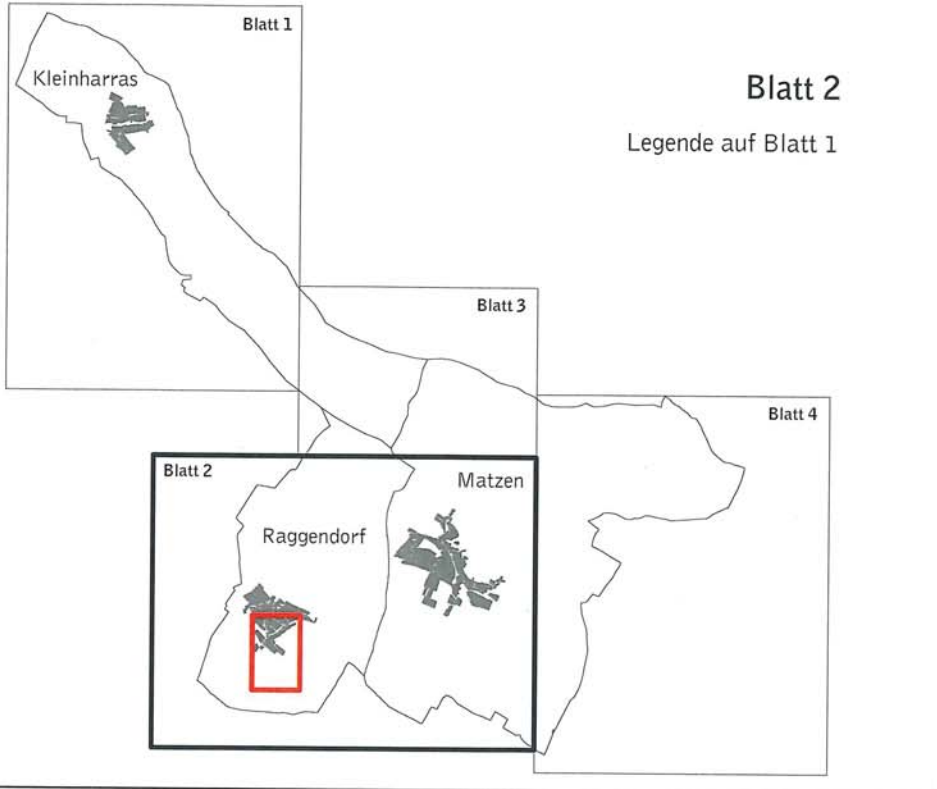 Blatt 1
Kleinharras
Blatt 2
Legende auf Blatt 1
Blatt 3
Blatt 4
Blatt 2
Matzen
Raggendorf